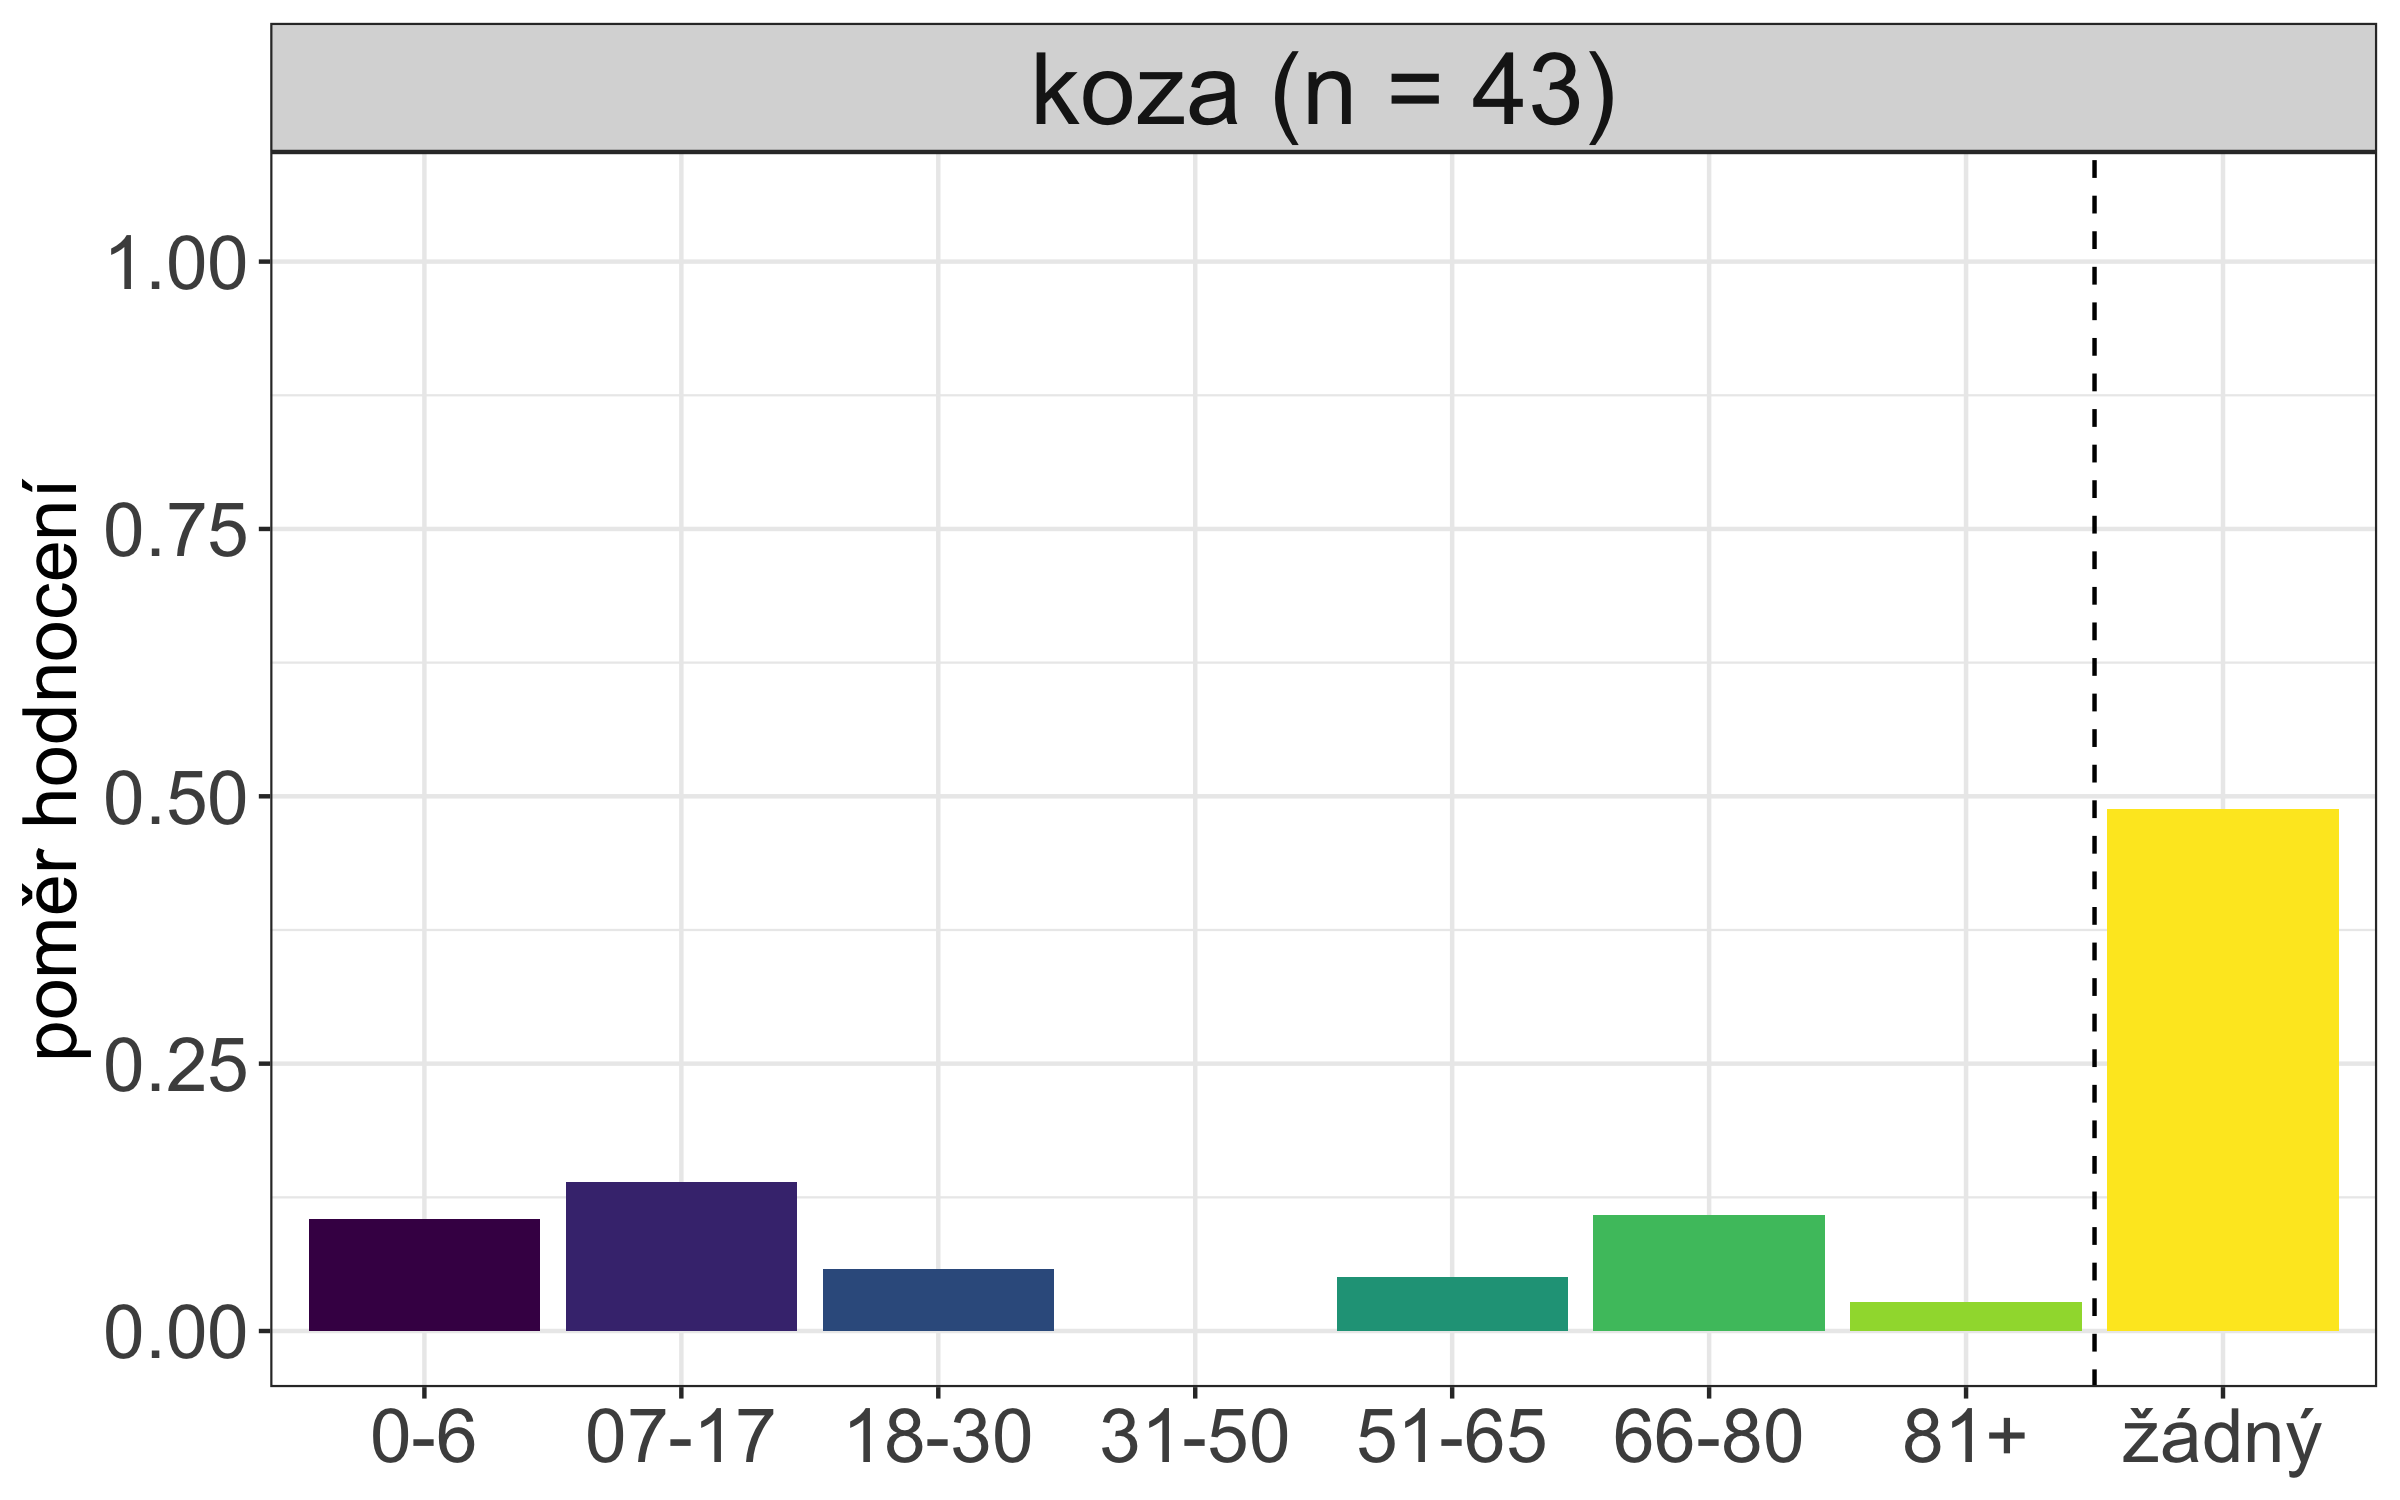 koza (n = 43)
poměr hodnocení
1.00
0.75
0.50
0.25
0.00
0-6 07-17 18-30 31-50 51-65 66-80 81+ žádný